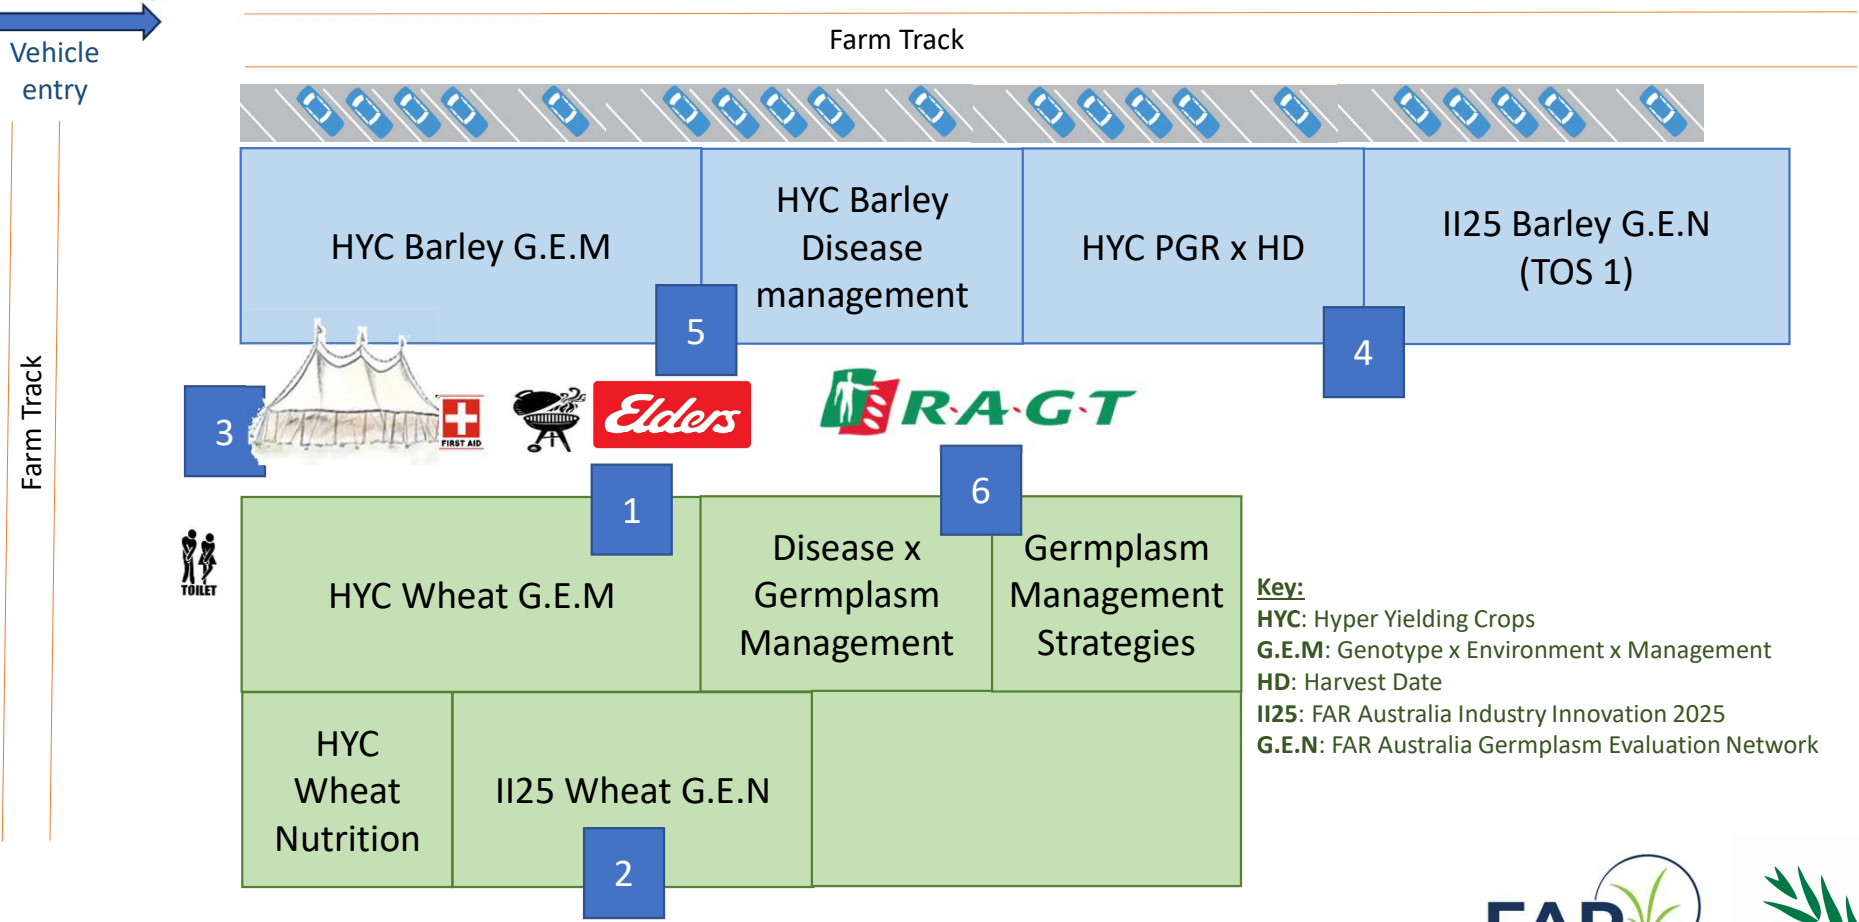 Vehicle
entry
Farm Track
Farm Track
HYC Barley G.E.M
HYC Barley
Disease
management
HYC PGR x HD
II25 Barley G.E.N
(TOS 1)
5
4
3
FIRST AID
Elders
R·A·G·T
1
6
TOILET
HYC Wheat G.E.M
Disease x
Germplasm
Management
Germplasm
Management
Strategies
HYC
Wheat
Nutrition
II25 Wheat G.E.N
2
Key:
HYC: Hyper Yielding Crops
G.E.M: Genotype x Environment x Management
HD: Harvest Date
II25: FAR Australia Industry Innovation 2025
G.E.N: FAR Australia Germplasm Evaluation Network
FAR